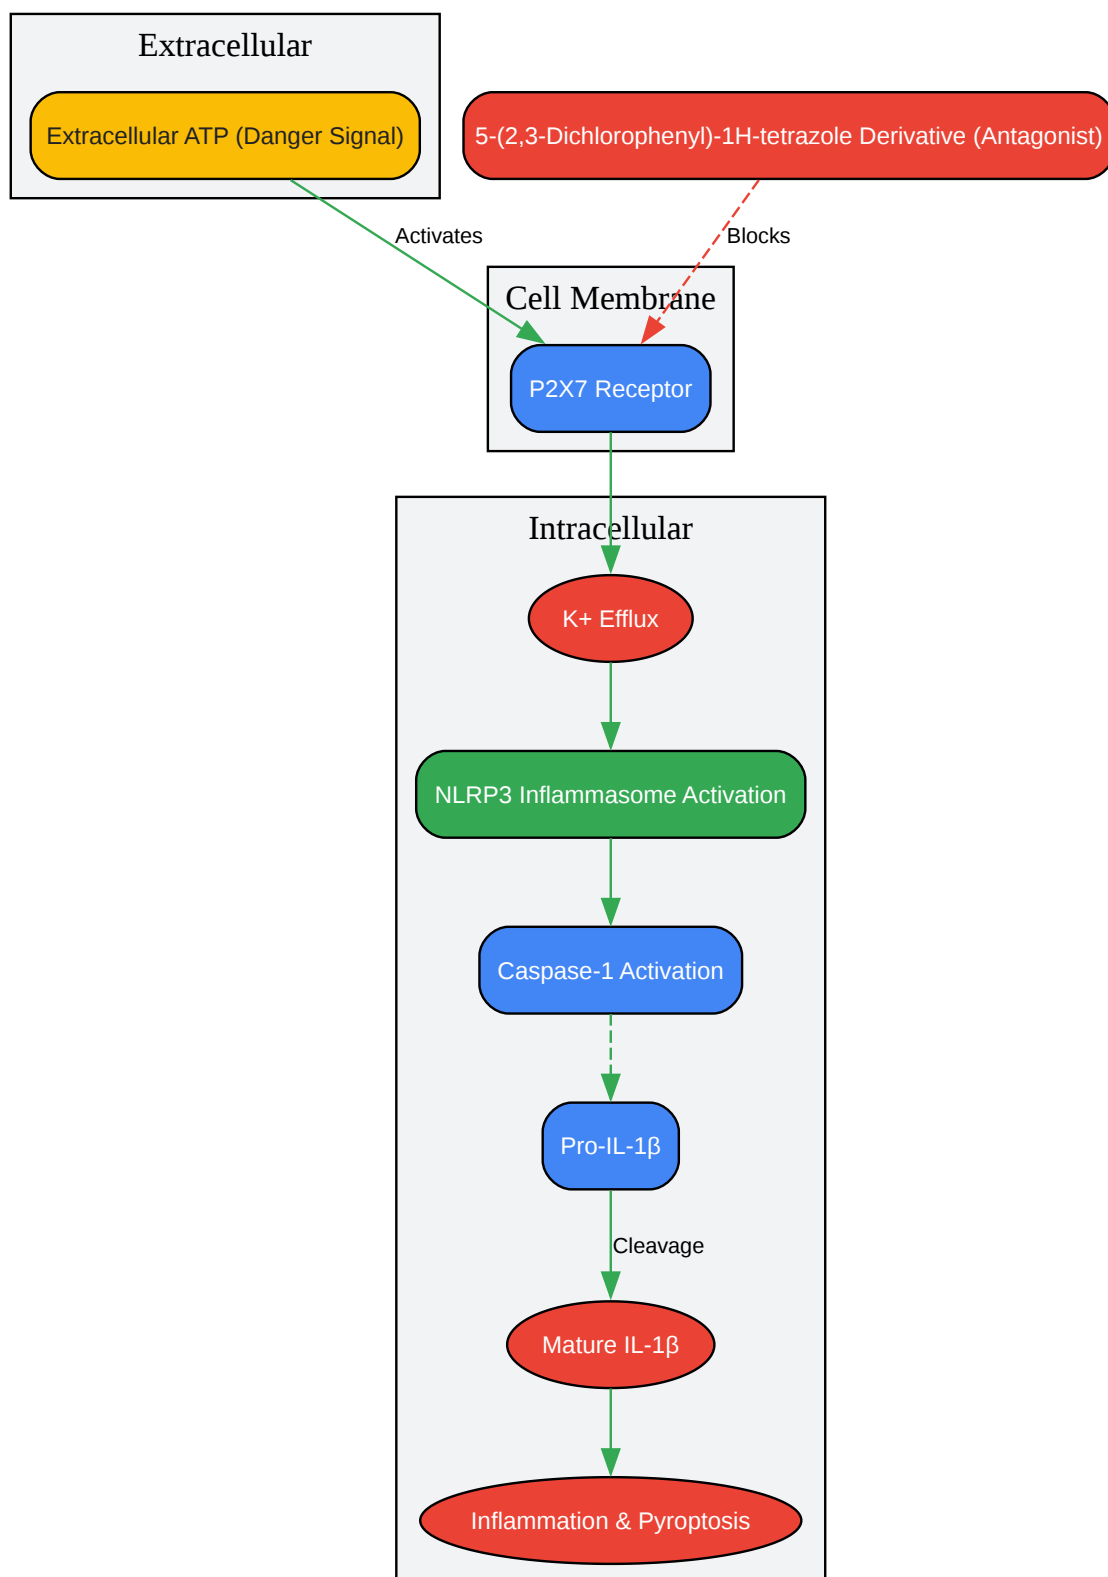 Extracellular
Extracellular ATP (Danger Signal)
5-(2,3-Dichlorophenyl)-1H-tetrazole Derivative (Antagonist)
Activates
Blocks
Cell Membrane
P2X7 Receptor
Intracellular
K+ Efflux
NLRP3 Inflammasome Activation
Caspase-1 Activation
Pro-IL-1β
Cleavage
Mature IL-1β
Inflammation & Pyroptosis